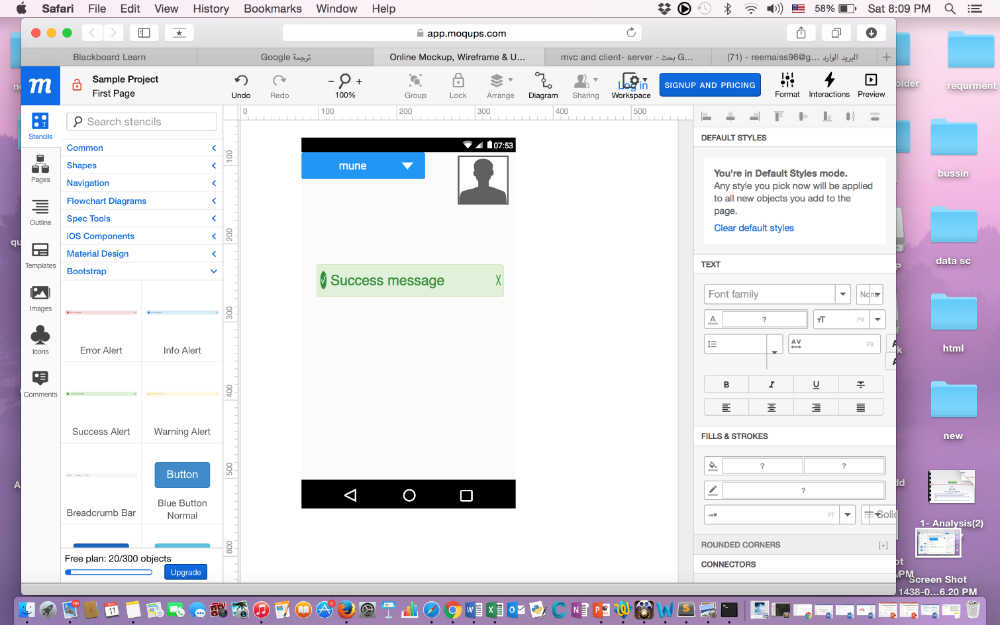 Safari File Edit View History Bookmarks Window Help 58% Sat 8:09 PM
app.moqups.com
Blackboard Learn
ترجمة Google
Online Mockup, Wireframe & U...
mvc and client- server - بحث G...
(71) - reemaiss96@g... البريد الوارد
m
Sample Project
First Page
Undo Redo 100% Group Lock Arrange Diagram Sharing Log in Workspace SIGNUP AND PRICING Format Interactions Preview
Stencils
Pages
Outline
Templates
Images
Icons
Comments
Search stencils
Common
Shapes
Navigation
Flowchart Diagrams
Spec Tools
iOS Components
Material Design
Bootstrap
Error Alert
Info Alert
Success Alert
Warning Alert
Breadcrumb Bar
Button
Blue Button
Normal
Free plan: 20/300 objects
Upgrade
0 100 200 300 400 500
100
200
300
400
500
600
07:53
mune
Success message
DEFAULT STYLES
You're in Default Styles mode.
Any style you pick now will be applied
to all new objects you add to the
page.
Clear default styles
TEXT
Font family
None
A ? TT PX
AV PX
B I U T
FILLS & STROKES
? ?
?
PT Solid
ROUNDED CORNERS [+]
CONNECTORS
older
requrment
bussin
data sc
html
new
1- Analysis(2)
Screen Shot
1438-0...6.20 PM